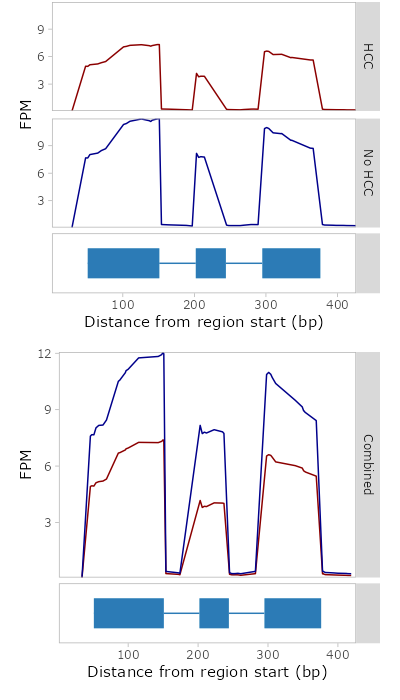 9
6
3
HCC
FPM
9
6
3
No HCC
100 200 300 400
Distance from region start (bp)
12
9
6
3
FPM
Combined
100 200 300 400
Distance from region start (bp)